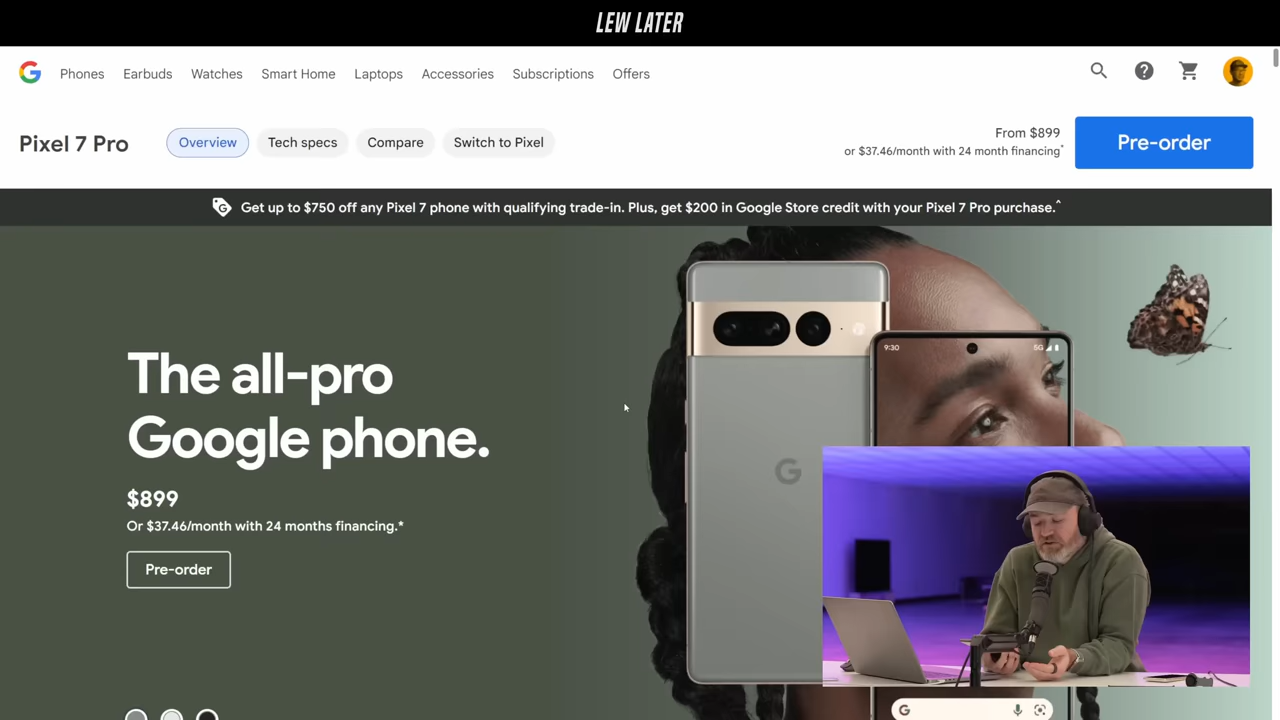 LEW LATER
Phones Earbuds Watches Smart Home Laptops Accessories Subscriptions Offers
Pixel 7 Pro Overview Tech specs Compare Switch to Pixel
From $899
or $37.46/month with 24 month financing*
Pre-order
Get up to $750 off any Pixel 7 phone with qualifying trade-in. Plus, get $200 in Google Store credit with your Pixel 7 Pro purchase.^
The all-pro
Google phone.
$899
Or $37.46/month with 24 months financing.*
Pre-order
9:30 5G
G
G